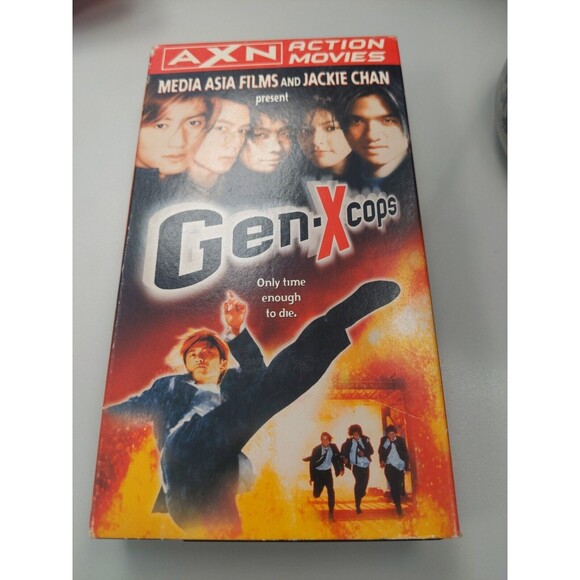 AXN ACTION MOVIES
MEDIA ASIA FILMS AND JACKIE CHAN
present
Gen-X cops
Only time
enough
to die.